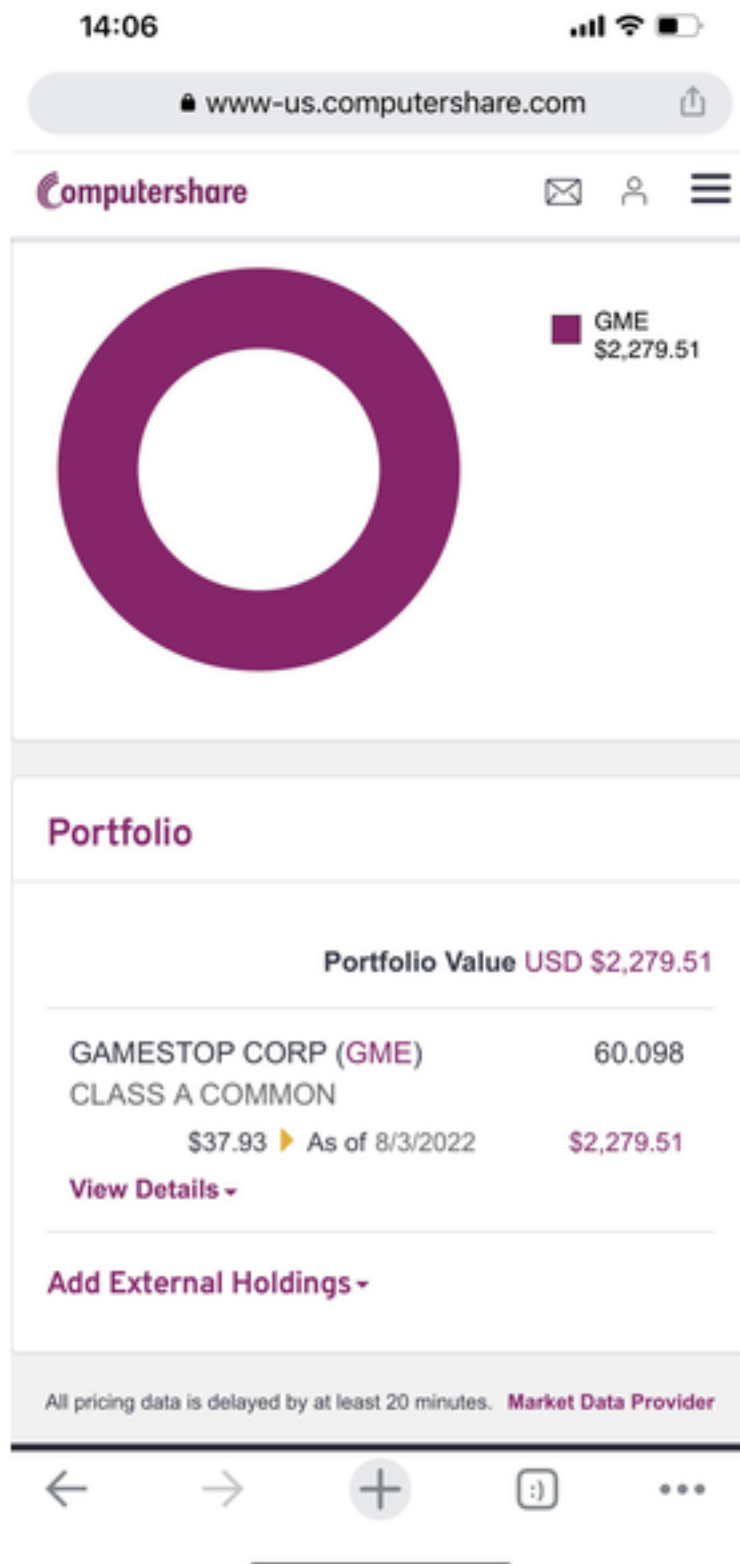 14:06
www-us.computershare.com
Computershare
GME
$2,279.51
Portfolio
Portfolio Value USD $2,279.51
GAMESTOP CORP (GME) 60.098
CLASS A COMMON
$37.93 As of 8/3/2022 $2,279.51
View Details
Add External Holdings
All pricing data is delayed by at least 20 minutes. Market Data Provider
:)